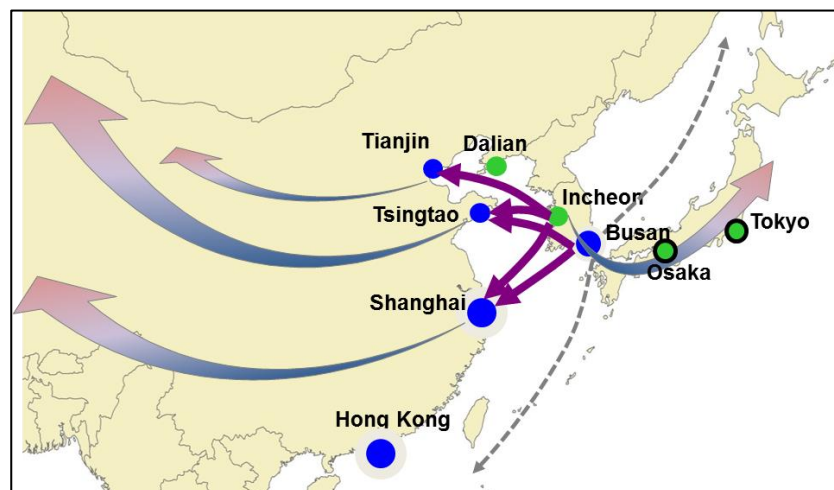 Tianjin
Dalian
Tsingtao
Incheon
Busan
Tokyo
Osaka
Shanghai
Hong Kong